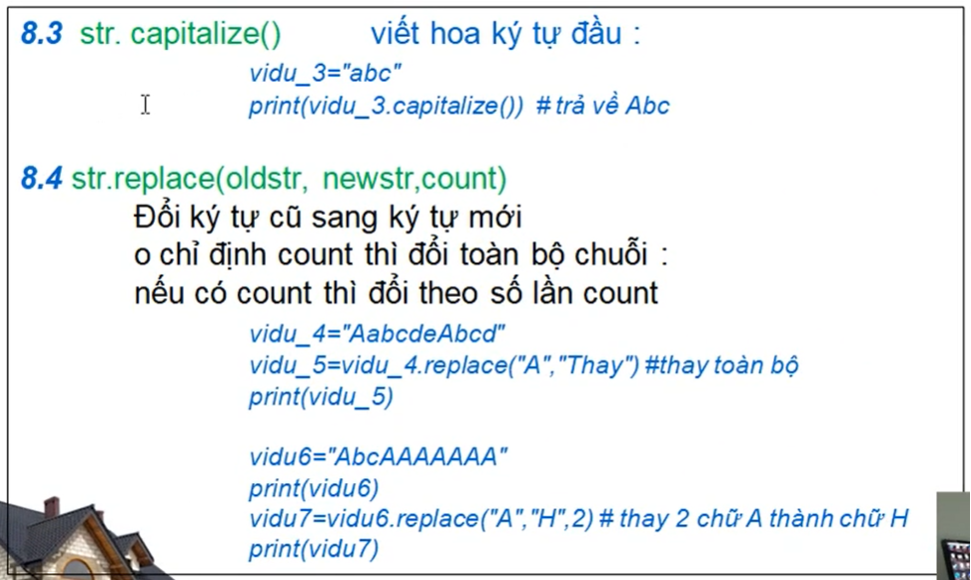 8.3 str. capitalize() viết hoa ký tự đầu :
vidu_3="abc"
print(vidu_3.capitalize()) # trả về Abc
8.4 str.replace(oldstr, newstr,count)
Đổi ký tự cũ sang ký tự mới
o chỉ định count thì đổi toàn bộ chuỗi :
nếu có count thì đổi theo số lần count
vidu_4="AabcdeAbcd"
vidu_5=vidu_4.replace("A","Thay") #thay toàn bộ
print(vidu_5)
vidu6="AbcAAAAAAA"
print(vidu6)
vidu7=vidu6.replace("A","H",2) # thay 2 chữ A thành chữ H
print(vidu7)